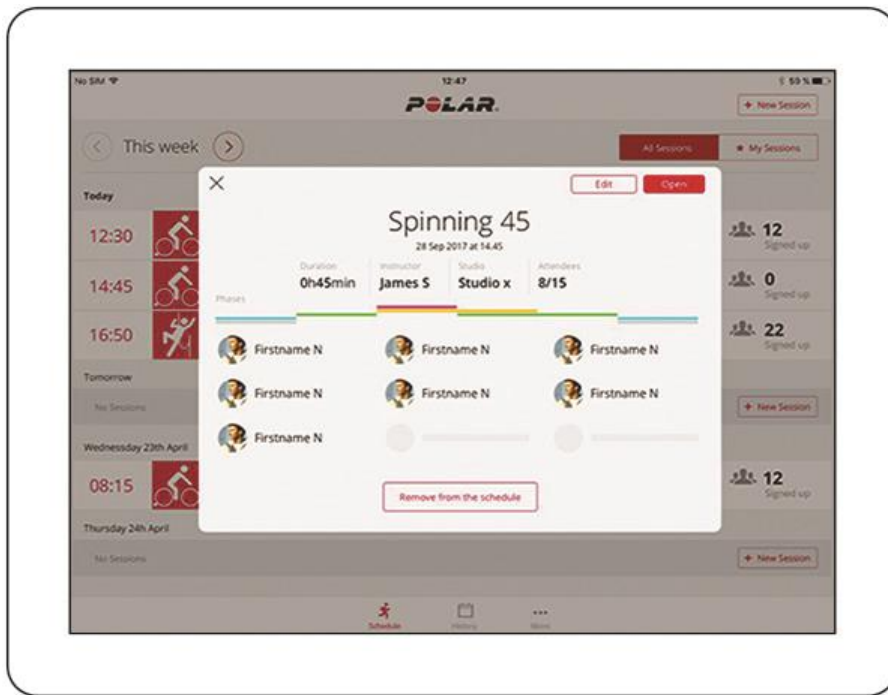 No SIM 12:47 59 %
POLAR.
+ New Session
This week
All Sessions
★ My Sessions
Today
Edit
Open
Spinning 45
28 Sep 2017 at 14.45
Duration Instructor Studio Attendees
0h45min James S Studio x 8/15
Phases
Firstname N Firstname N Firstname N
Firstname N Firstname N Firstname N
Firstname N
Remove from the schedule
12:30
12
Signed up
14:45
0
Signed up
16:50
22
Signed up
Tomorrow
No Sessions
+ New Session
Wednesday 23th April
08:15
12
Signed up
Thursday 24h April
No Sessions
+ New Session
Schedule History More